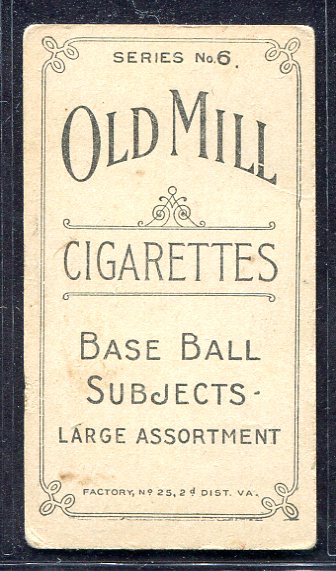 SERIES No. 6.
OLD MILL
CIGARETTES
BASE BALL
SUBJECTS -
LARGE ASSORTMENT
FACTORY, No 25, 2d DIST. VA.